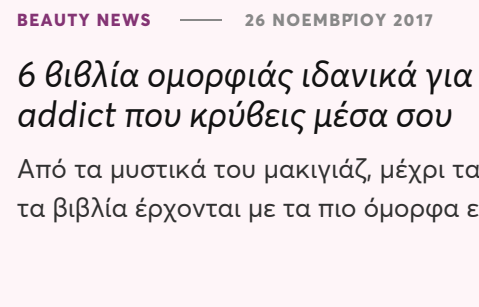 BEAUTY NEWS — 26 ΝΟΕΜΒΡΊΟΥ 2017
6 βιβλία ομορφιάς ιδανικά για
addict που κρύβεις μέσα σου
Από τα μυστικά του μακιγιάζ, μέχρι τα
τα βιβλία έρχονται με τα πιο όμορφα ε